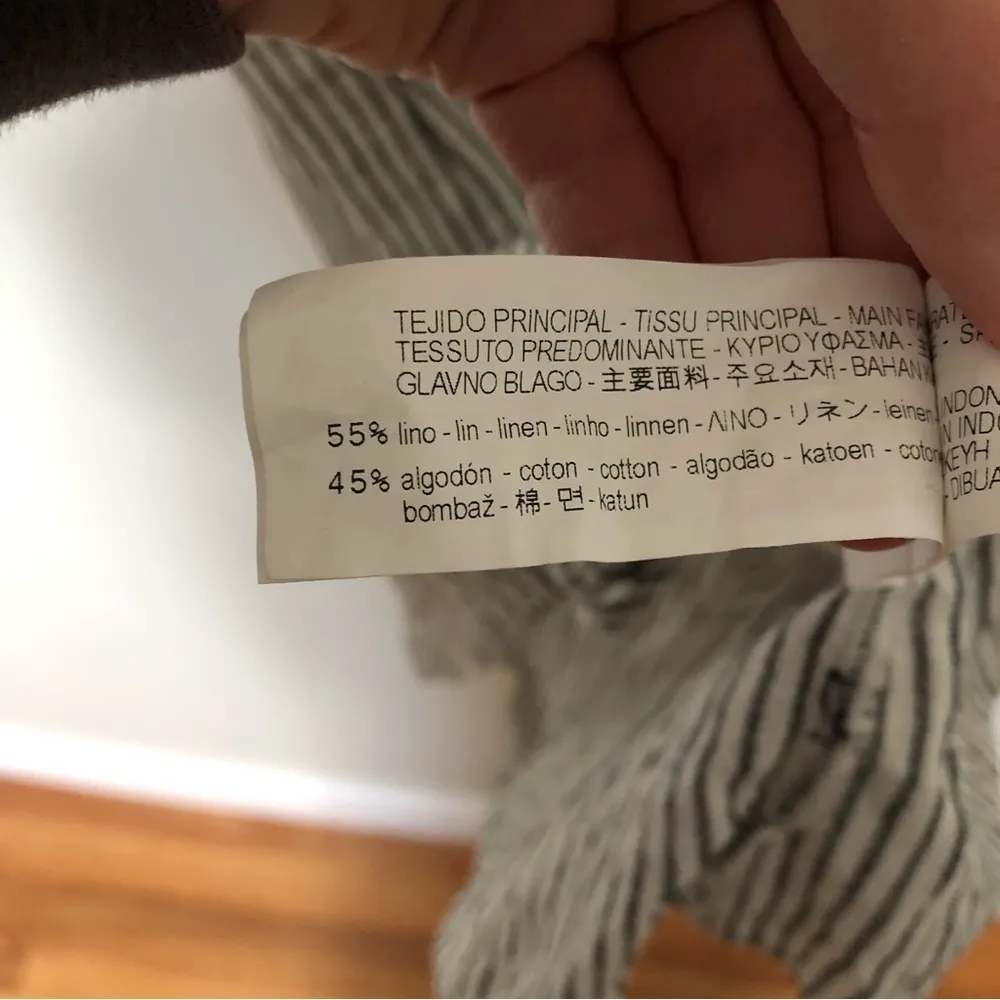 TEJIDO PRINCIPAL - TISSU PRINCIPAL - MAIN
TESSUTO PREDOMINANTE - ΚΥΡΙΟ ΥΦΑΣΜΑ -
GLAVNO BLAGO - 主要面料 - 주요소재 - BAHAN
55% lino - lin - linen - linho - linnen - ΛΙΝΟ - リネン - leinen
45% algodón - coton - cotton - algodão - katoen -
bombaž - 棉 - 면 - katun